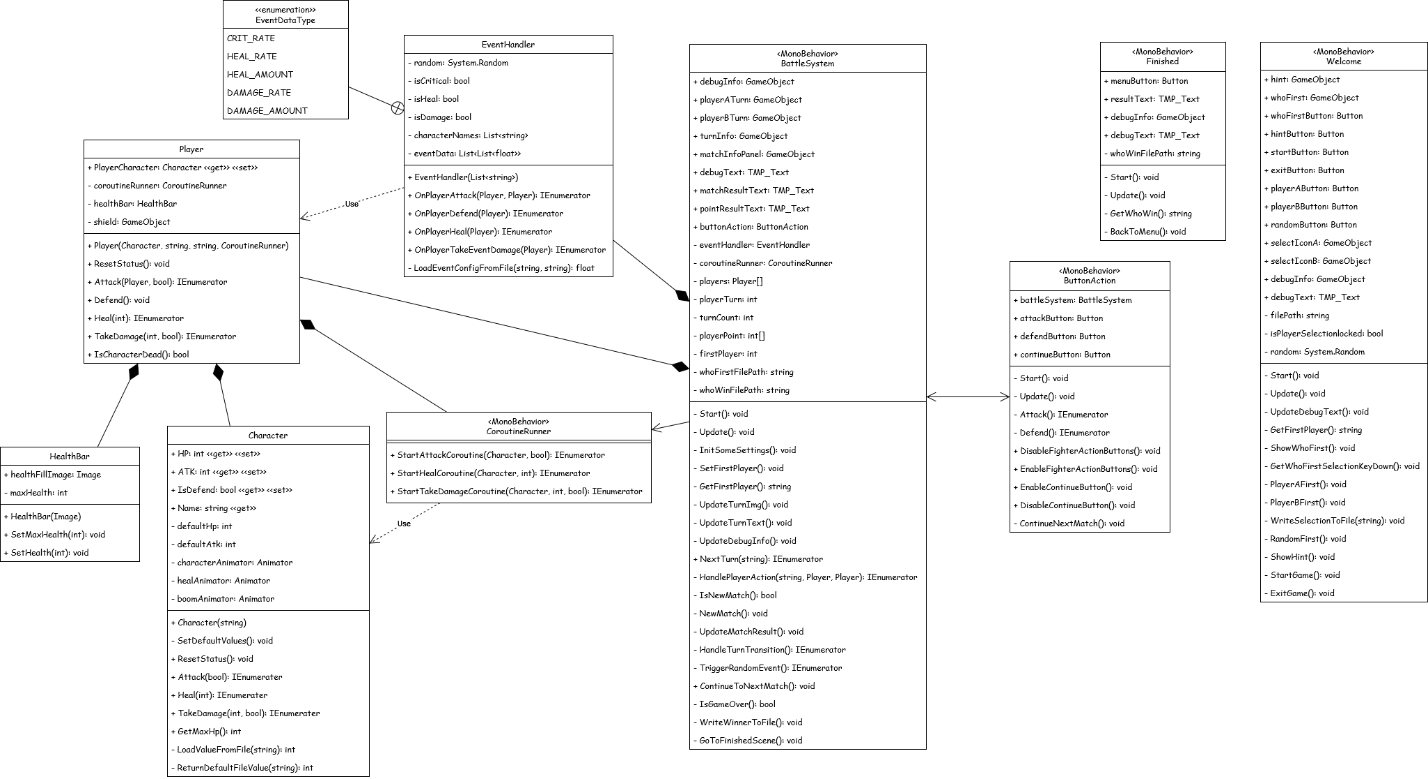 <<enumeration>>
EventDataType
CRIT_RATE
HEAL_RATE
HEAL_AMOUNT
DAMAGE_RATE
DAMAGE_AMOUNT
EventHandler
- random: System.Random
- isCritical: bool
- isHeal: bool
- isDamage: bool
- characterNames: List<string>
- eventData: List<List<float>>
+ EventHandler(List<string>)
+ OnPlayerAttack(Player, Player): IEnumerator
+ OnPlayerDefend(Player): IEnumerator
+ OnPlayerHeal(Player): IEnumerator
+ OnPlayerTakeEventDamage(Player): IEnumerator
- LoadEventConfigFromFile(string, string): float
Player
+ PlayerCharacter: Character <<get>> <<set>>
- coroutineRunner: CoroutineRunner
- healthBar: HealthBar
- shield: GameObject
+ Player(Character, string, string, CoroutineRunner)
+ ResetStatus(): void
+ Attack(Player, bool): IEnumerator
+ Defend(): void
+ Heal(int): IEnumerator
+ TakeDamage(int, bool): IEnumerator
+ IsCharacterDead(): bool
Use
HealthBar
+ healthFillImage: Image
- maxHealth: int
+ HealthBar(Image)
+ SetMaxHealth(int): void
+ SetHealth(int): void
Character
+ HP: int <<get>> <<set>>
+ ATK: int <<get>> <<set>>
+ IsDefend: bool <<get>> <<set>>
+ Name: string <<get>>
- defaultHp: int
- defaultAtk: int
- characterAnimator: Animator
- healAnimator: Animator
- boomAnimator: Animator
+ Character(string)
- SetDefaultValues(): void
+ ResetStatus(): void
+ Attack(bool): IEnumerater
+ Heal(int): IEnumerater
+ TakeDamage(int, bool): IEnumerater
+ GetMaxHp(): int
- LoadValueFromFile(string): int
- ReturnDefaultFileValue(string): int
<MonoBehavior>
CoroutineRunner
+ StartAttackCoroutine(Character, bool): IEnumerator
+ StartHealCoroutine(Character, int): IEnumerator
+ StartTakeDamageCoroutine(Character, int, bool): IEnumerator
Use
<MonoBehavior>
BattleSystem
+ debugInfo: GameObject
+ playerATurn: GameObject
+ playerBTurn: GameObject
+ turnInfo: GameObject
+ matchInfoPanel: GameObject
+ debugText: TMP_Text
+ matchResultText: TMP_Text
+ pointResultText: TMP_Text
+ buttonAction: ButtonAction
- eventHandler: EventHandler
- coroutineRunner: CoroutineRunner
- players: Player[]
- playerTurn: int
- turnCount: int
- playerPoint: int[]
- firstPlayer: int
- whoFirstFilePath: string
- whoWinFilePath: string
- Start(): void
- Update(): void
- InitSomeSettings(): void
- SetFirstPlayer(): void
- GetFirstPlayer(): string
- UpdateTurnImg(): void
- UpdateTurnText(): void
- UpdateDebugInfo(): void
+ NextTurn(string): IEnumerator
- HandlePlayerAction(string, Player, Player): IEnumerator
- IsNewMatch(): bool
- NewMatch(): void
- UpdateMatchResult(): void
- HandleTurnTransition(): IEnumerator
- TriggerRandomEvent(): IEnumerator
+ ContinueToNextMatch(): void
- IsGameOver(): bool
- WriteWinnerToFile(): void
- GoToFinishedScene(): void
<MonoBehavior>
ButtonAction
+ battleSystem: BattleSystem
+ attackButton: Button
+ defendButton: Button
+ continueButton: Button
- Start(): void
- Update(): void
- Attack(): IEnumerator
- Defend(): IEnumerator
+ DisableFighterActionButtons(): void
+ EnableFighterActionButtons(): void
+ EnableContinueButton(): void
+ DisableContinueButton(): void
- ContinueNextMatch(): void
<MonoBehavior>
Finished
+ menuButton: Button
+ resultText: TMP_Text
+ debugInfo: GameObject
+ debugText: TMP_Text
- whoWinFilePath: string
- Start(): void
- Update(): void
- GetWhoWin(): string
- BackToMenu(): void
<MonoBehavior>
Welcome
+ hint: GameObject
+ whoFirst: GameObject
+ whoFirstButton: Button
+ hintButton: Button
+ startButton: Button
+ exitButton: Button
+ playerAButton: Button
+ playerBButton: Button
+ randomButton: Button
+ selectIconA: GameObject
+ selectIconB: GameObject
+ debugInfo: GameObject
+ debugText: TMP_Text
- filePath: string
- isPlayerSelectionlocked: bool
- random: System.Random
- Start(): void
- Update(): void
- UpdateDebugText(): void
- GetFirstPlayer(): string
- ShowWhoFirst(): void
- GetWhoFirstSelectionKeyDown(): void
- PlayerAFirst(): void
- PlayerBFirst(): void
- WriteSelectionToFile(string): void
- RandomFirst(): void
- ShowHint(): void
- StartGame(): void
- ExitGame(): void